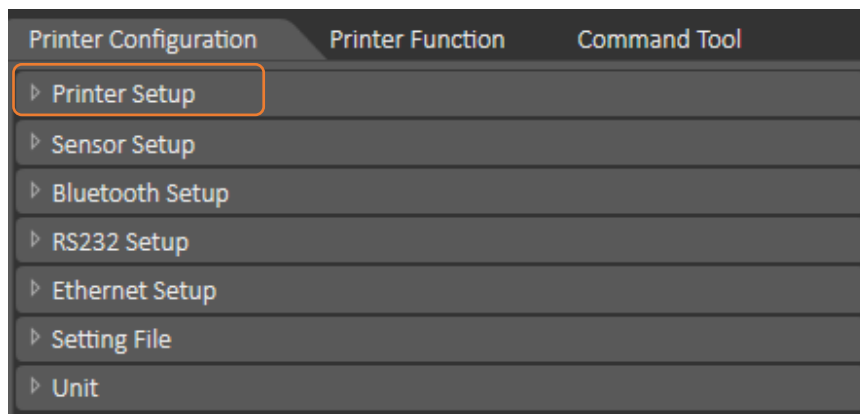 Printer Configuration Printer Function Command Tool
Printer Setup
Sensor Setup
Bluetooth Setup
RS232 Setup
Ethernet Setup
Setting File
Unit